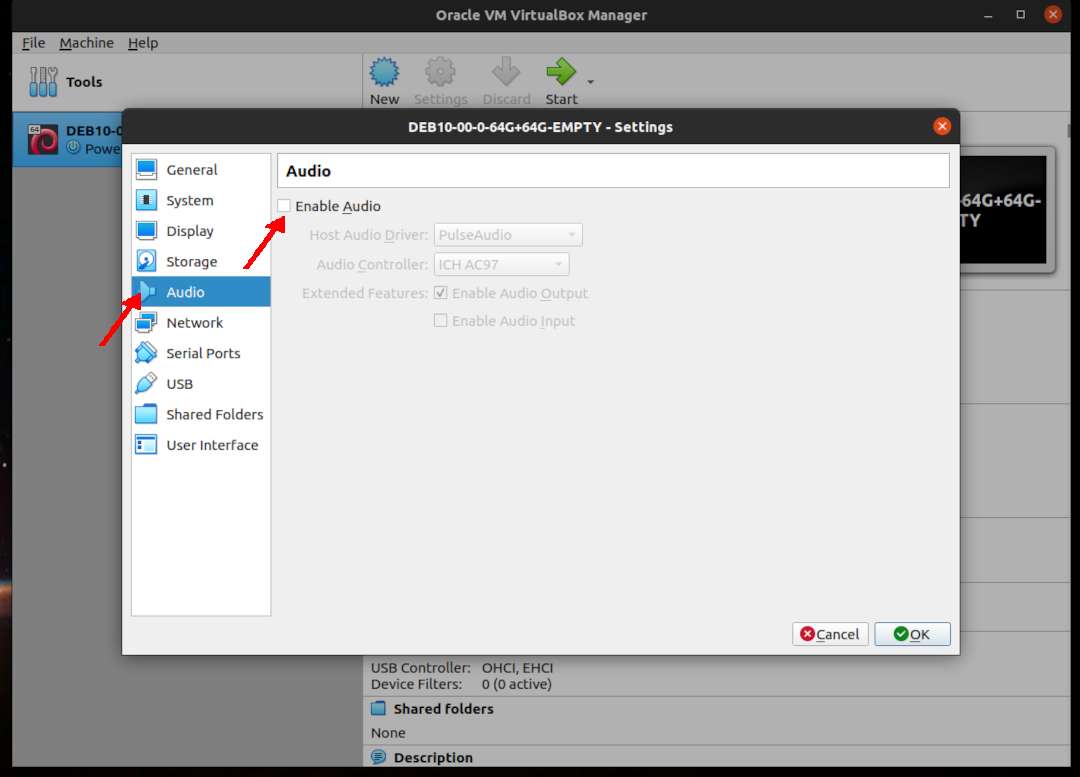 Oracle VM VirtualBox Manager
File Machine Help
Tools
New Settings Discard Start
64 DEB10-0
Powe
DEB10-00-0-64G+64G-EMPTY - Settings
General
System
Display
Storage
Audio
Network
Serial Ports
USB
Shared Folders
User Interface
Audio
Enable Audio
Host Audio Driver: PulseAudio
Audio Controller: ICH AC97
Extended Features: Enable Audio Output
Enable Audio Input
Cancel OK
-64G+64G-
TY
USB Controller: OHCI, EHCI
Device Filters: 0 (0 active)
Shared folders
None
Description